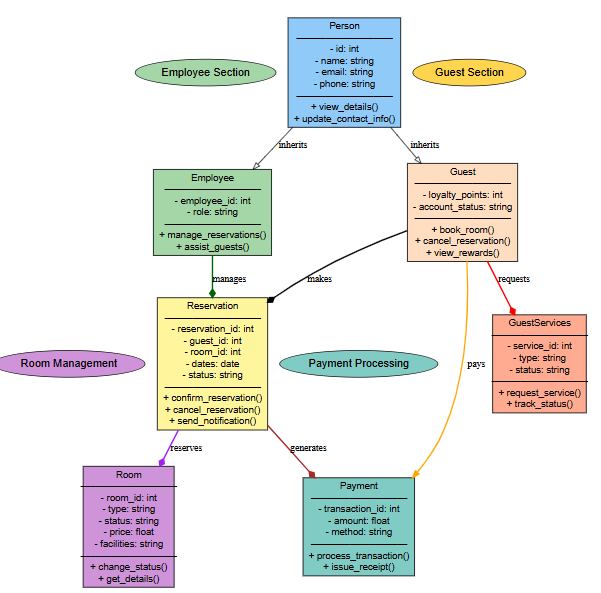 Person
- id: int
- name: string
- email: string
- phone: string
+ view_details()
+ update_contact_info()
Employee Section
Guest Section
inherits
inherits
Employee
- employee_id: int
- role: string
+ manage_reservations()
+ assist_guests()
Guest
- loyalty_points: int
- account_status: string
+ book_room()
+ cancel_reservation()
+ view_rewards()
manages
makes
requests
Reservation
- reservation_id: int
- guest_id: int
- room_id: int
- dates: date
- status: string
+ confirm_reservation()
+ cancel_reservation()
+ send_notification()
GuestServices
- service_id: int
- type: string
- status: string
+ request_service()
+ track_status()
Room Management
Payment Processing
pays
reserves
generates
Room
- room_id: int
- type: string
- status: string
- price: float
- facilities: string
+ change_status()
+ get_details()
Payment
- transaction_id: int
- amount: float
- method: string
+ process_transaction()
+ issue_receipt()